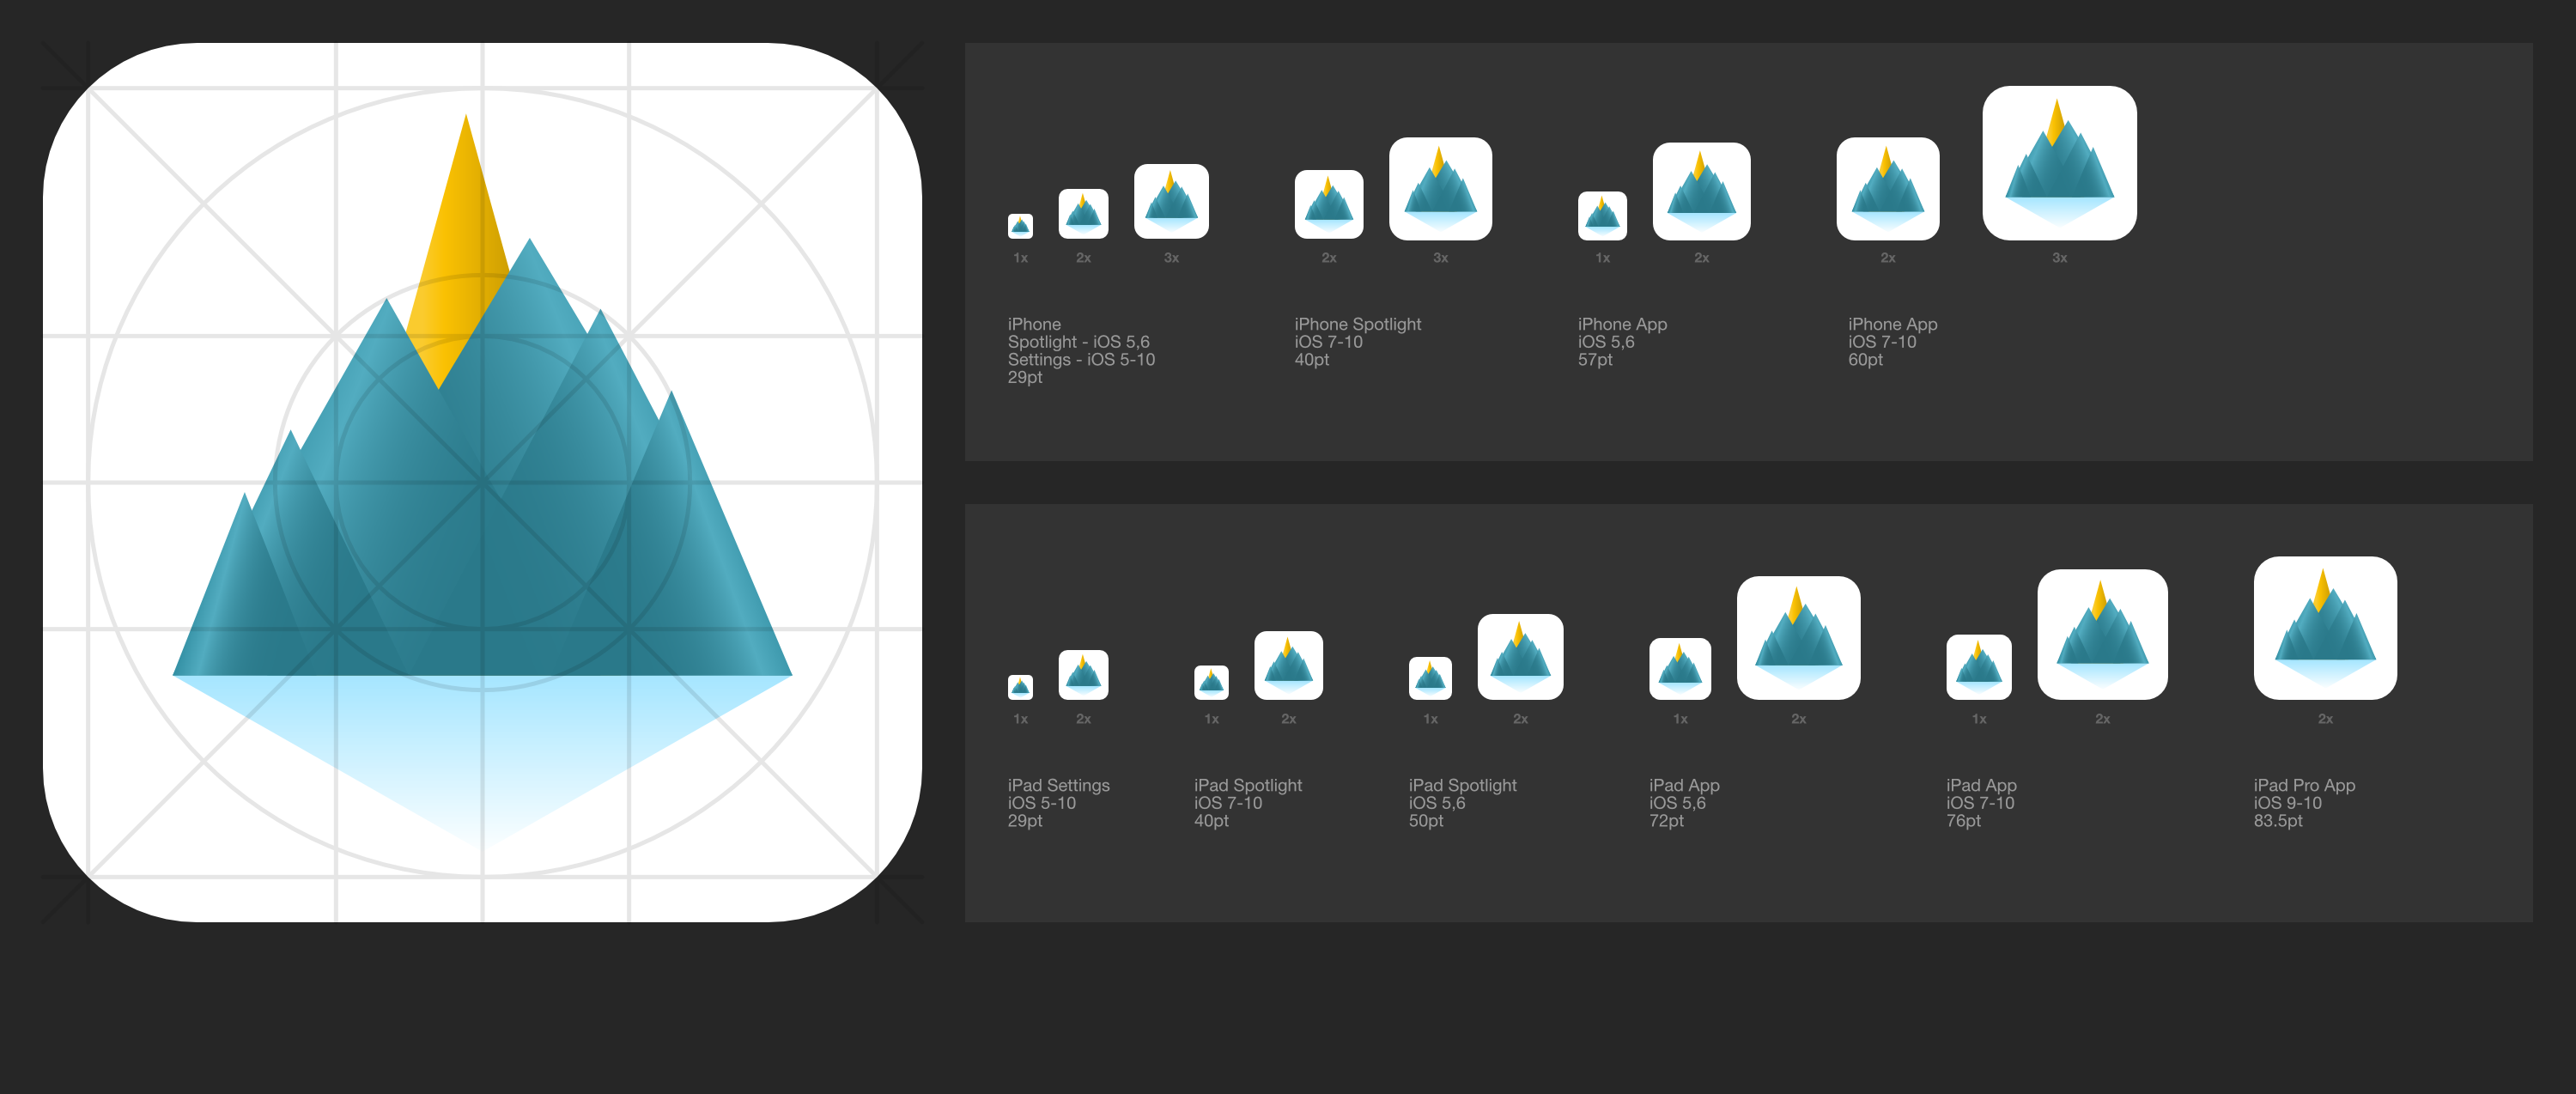 1x 2x 3x 2x 3x 1x 2x 2x 3x
iPhone
Spotlight - iOS 5,6
Settings - iOS 5-10
29pt
iPhone Spotlight
iOS 7-10
40pt
iPhone App
iOS 5,6
57pt
iPhone App
iOS 7-10
60pt
1x 2x 1x 2x 1x 2x 1x 2x 1x 2x 2x
iPad Settings
iOS 5-10
29pt
iPad Spotlight
iOS 7-10
40pt
iPad Spotlight
iOS 5,6
50pt
iPad App
iOS 5,6
72pt
iPad App
iOS 7-10
76pt
iPad Pro App
iOS 9-10
83.5pt